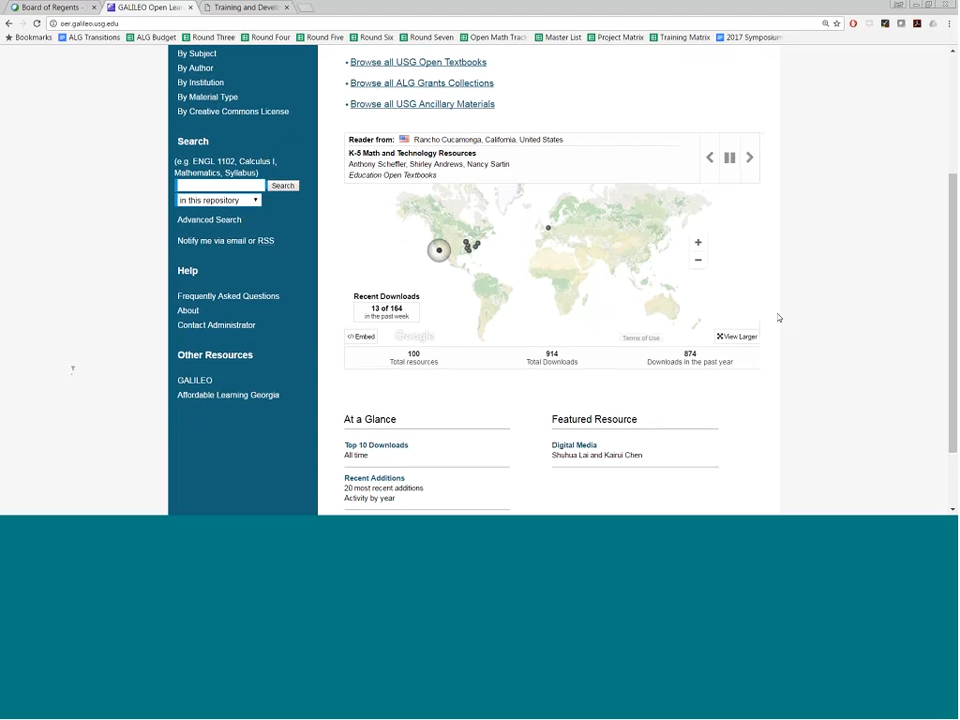 Board of Regents -
GALILEO Open Lea
Training and Develo
oer.galileo.usg.edu
Bookmarks ALG Transitions ALG Budget Round Three Round Four Round Five Round Six Round Seven Open Math Track Master List Project Matrix Training Matrix 2017 Symposium
By Subject
By Author
By Institution
By Material Type
By Creative Commons License
Search
(e.g. ENGL 1102, Calculus I,
Mathematics, Syllabus)
Search
in this repository
Advanced Search
Notify me via email or RSS
Help
Frequently Asked Questions
About
Contact Administrator
Other Resources
GALILEO
Affordable Learning Georgia
• Browse all USG Open Textbooks
• Browse all ALG Grants Collections
• Browse all USG Ancillary Materials
Reader from: Rancho Cucamonga, California, United States
K-5 Math and Technology Resources
Anthony Scheffer, Shirley Andrews, Nancy Sartin
Education Open Textbooks
+
−
Recent Downloads
13 of 164
in the past week
</> Embed
Google
Terms of Use
View Larger
100
Total resources
914
Total Downloads
874
Downloads in the past year
At a Glance
Top 10 Downloads
All time
Recent Additions
20 most recent additions
Activity by year
Featured Resource
Digital Media
Shuhua Lai and Kairui Chen